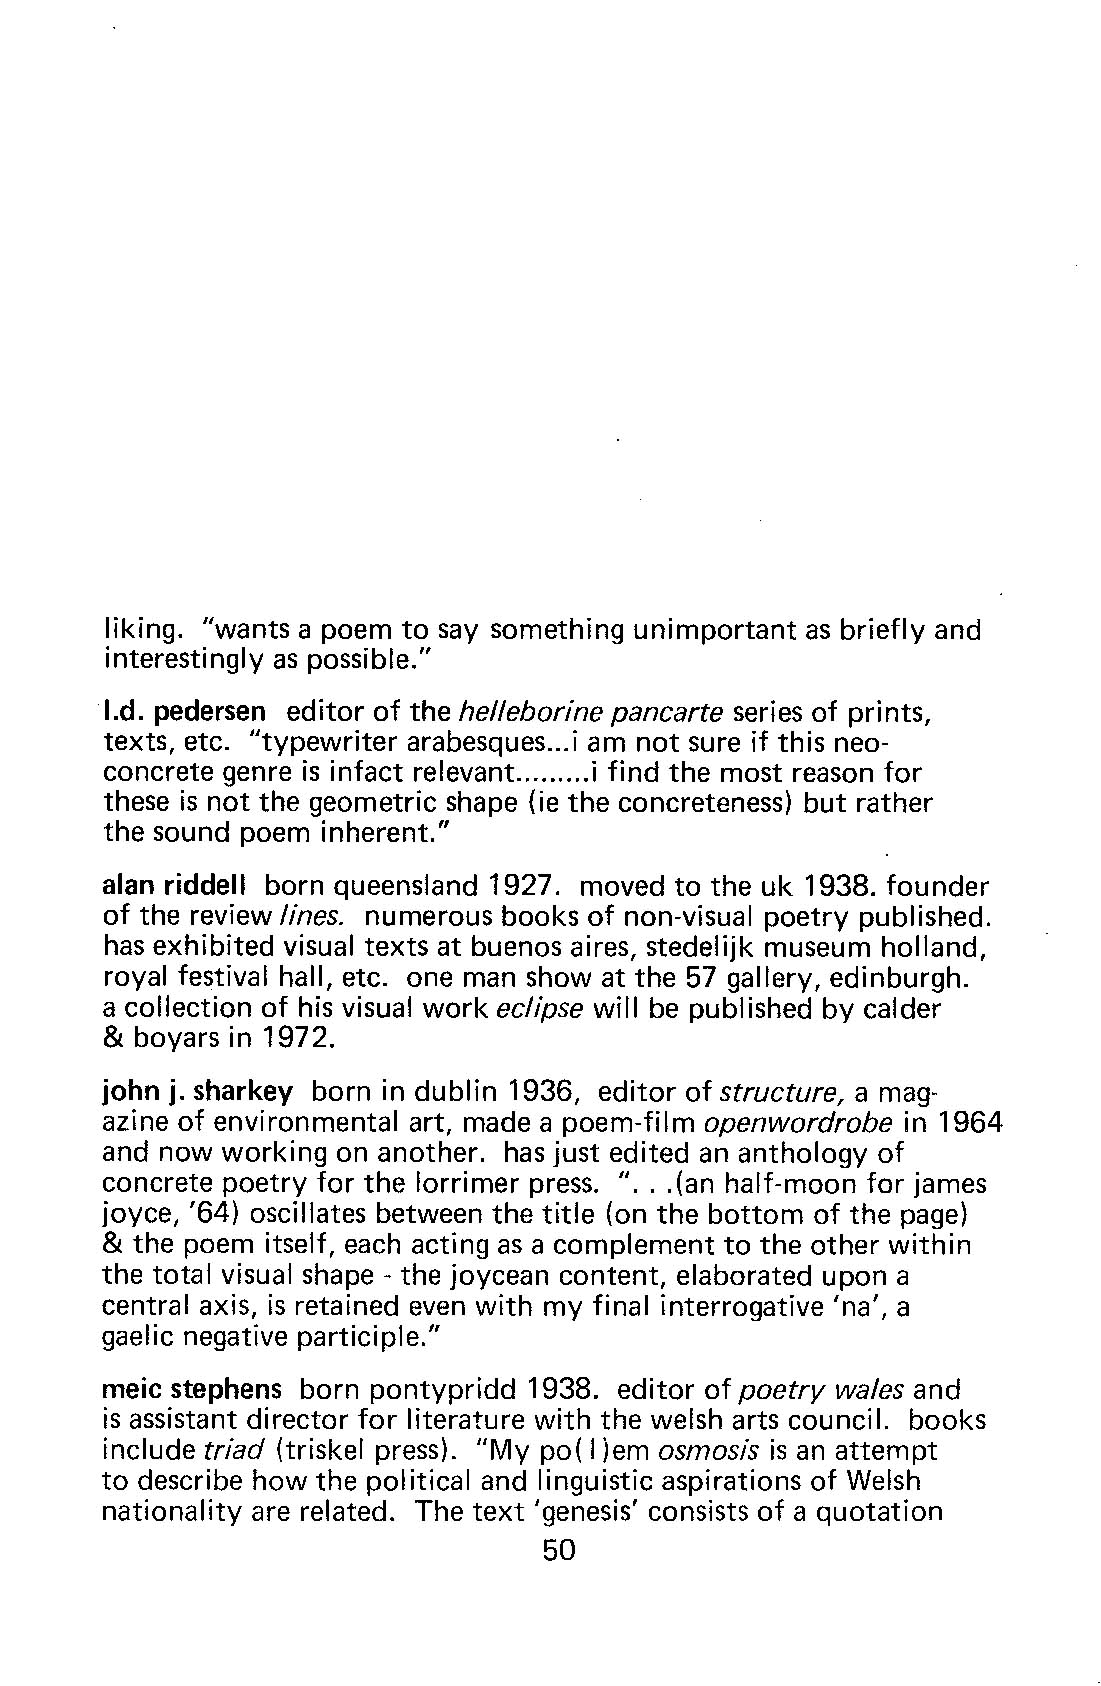 liking. "wants a poem to say something unimportant as briefly and
interestingly as possible."
l.d. pedersen editor of the helleborine pancarte series of prints,
texts, etc. "typewriter arabesques...i am not sure if this neo-
concrete genre is infact relevant.........i find the most reason for
these is not the geometric shape (ie the concreteness) but rather
the sound poem inherent."
alan riddell born queensland 1927. moved to the uk 1938. founder
of the review lines. numerous books of non-visual poetry published.
has exhibited visual texts at buenos aires, stedelijk museum holland,
royal festival hall, etc. one man show at the 57 gallery, edinburgh.
a collection of his visual work eclipse will be published by calder
& boyars in 1972.
john j. sharkey born in dublin 1936, editor of structure, a mag-
azine of environmental art, made a poem-film openwordrobe in 1964
and now working on another. has just edited an anthology of
concrete poetry for the lorrimer press. ". . .(an half-moon for james
joyce, '64) oscillates between the title (on the bottom of the page)
& the poem itself, each acting as a complement to the other within
the total visual shape - the joycean content, elaborated upon a
central axis, is retained even with my final interrogative 'na', a
gaelic negative participle."
meic stephens born pontypridd 1938. editor of poetry wales and
is assistant director for literature with the welsh arts council. books
include triad (triskel press). "My po( l )em osmosis is an attempt
to describe how the political and linguistic aspirations of Welsh
nationality are related. The text 'genesis' consists of a quotation
50